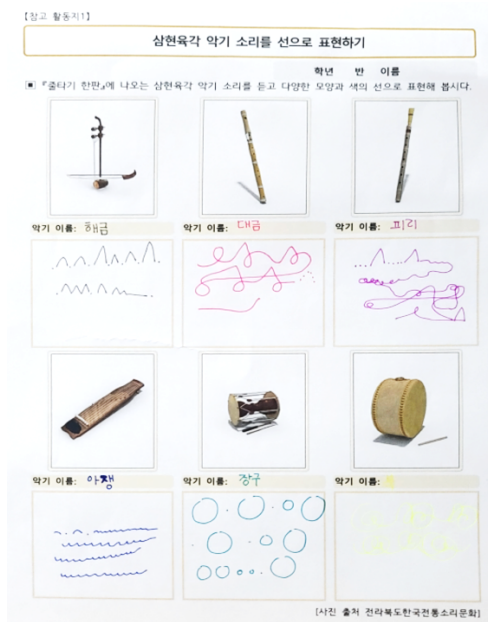 【참고 활동지1】
삼현육각 악기 소리를 선으로 표현하기
학년 반 이름
▣ 『줄타기 한판』에 나오는 삼현육각 악기 소리를 듣고 다양한 모양과 색의 선으로 표현해 봅시다.
악기 이름: 해금 악기 이름: 대금 악기 이름: 피리
악기 이름: 아쟁 악기 이름: 장구 악기 이름:
[사진 출처 전라북도한국전통소리문화]